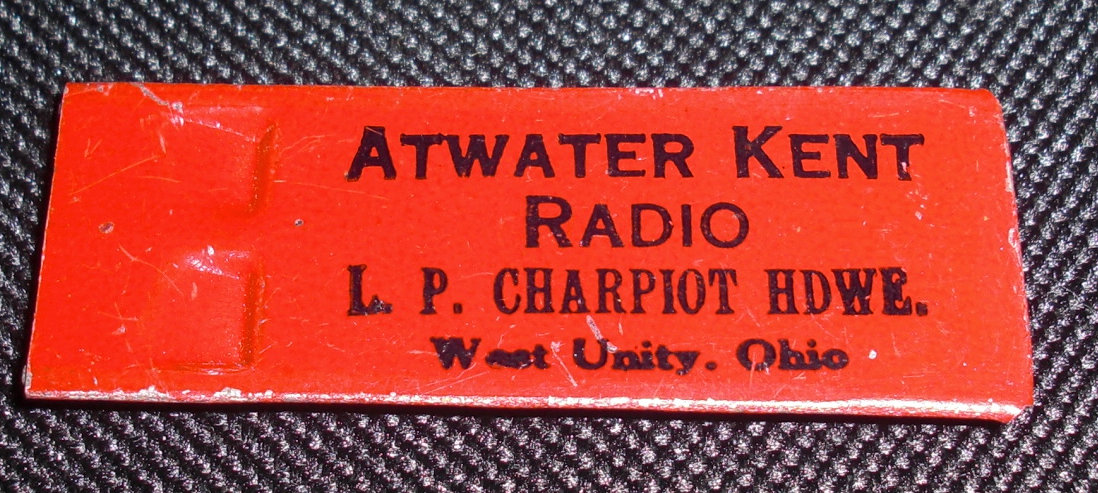 ATWATER KENT
RADIO
L. P. CHARPIOT HDWE.
West Unity. Ohio